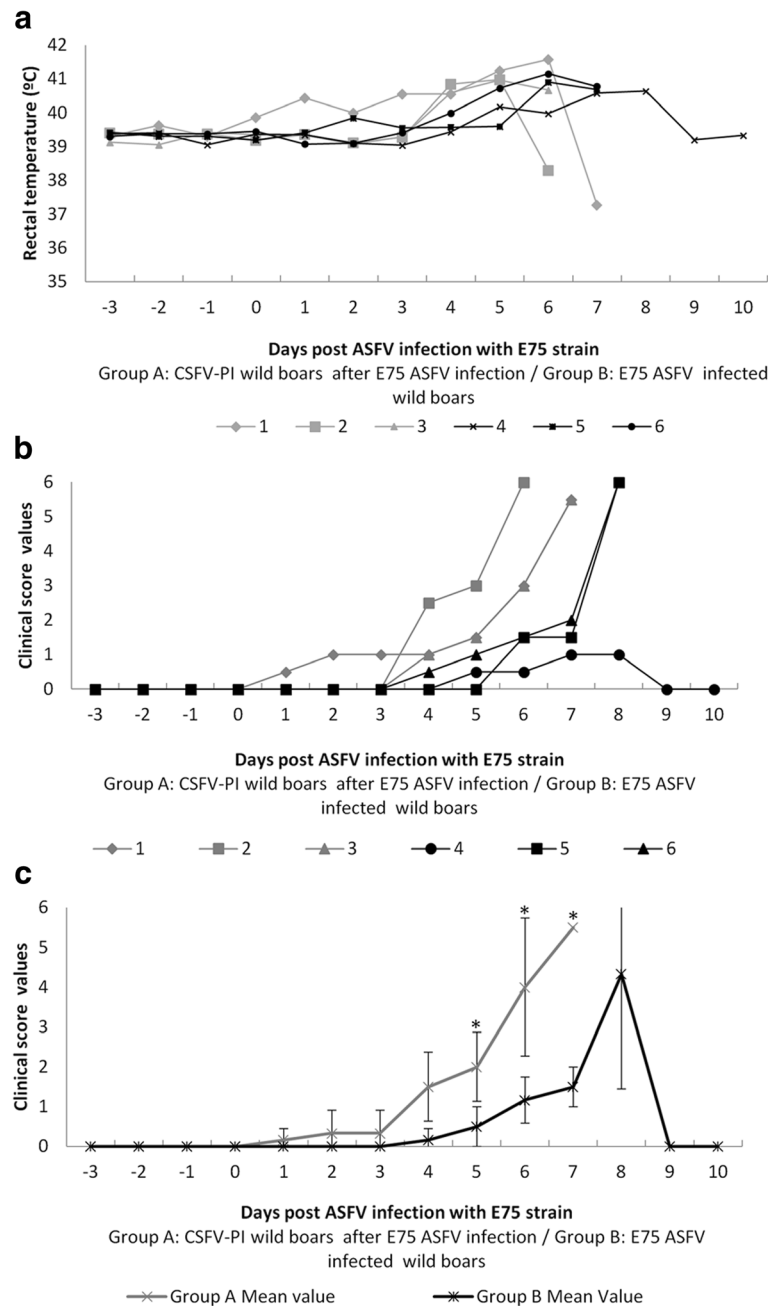 a
42
41
40
39
38
37
36
35
Rectal temperature (ºC)
-3 -2 -1 0 1 2 3 4 5 6 7 8 9 10
Days post ASFV infection with E75 strain
Group A: CSFV-PI wild boars after E75 ASFV infection / Group B: E75 ASFV infected
wild boars
1 2 3 4 5 6
b
6
5
4
3
2
1
0
Clinical score values
-3 -2 -1 0 1 2 3 4 5 6 7 8 9 10
Days post ASFV infection with E75 strain
Group A: CSFV-PI wild boars after E75 ASFV infection / Group B: E75 ASFV
infected wild boars
1 2 3 4 5 6
c
6
5
4
3
2
1
0
Clinical score values
* * *
-3 -2 -1 0 1 2 3 4 5 6 7 8 9 10
Days post ASFV infection with E75 strain
Group A: CSFV-PI wild boars after E75 ASFV infection / Group B: E75 ASFV
infected wild boars
Group A Mean value Group B Mean Value